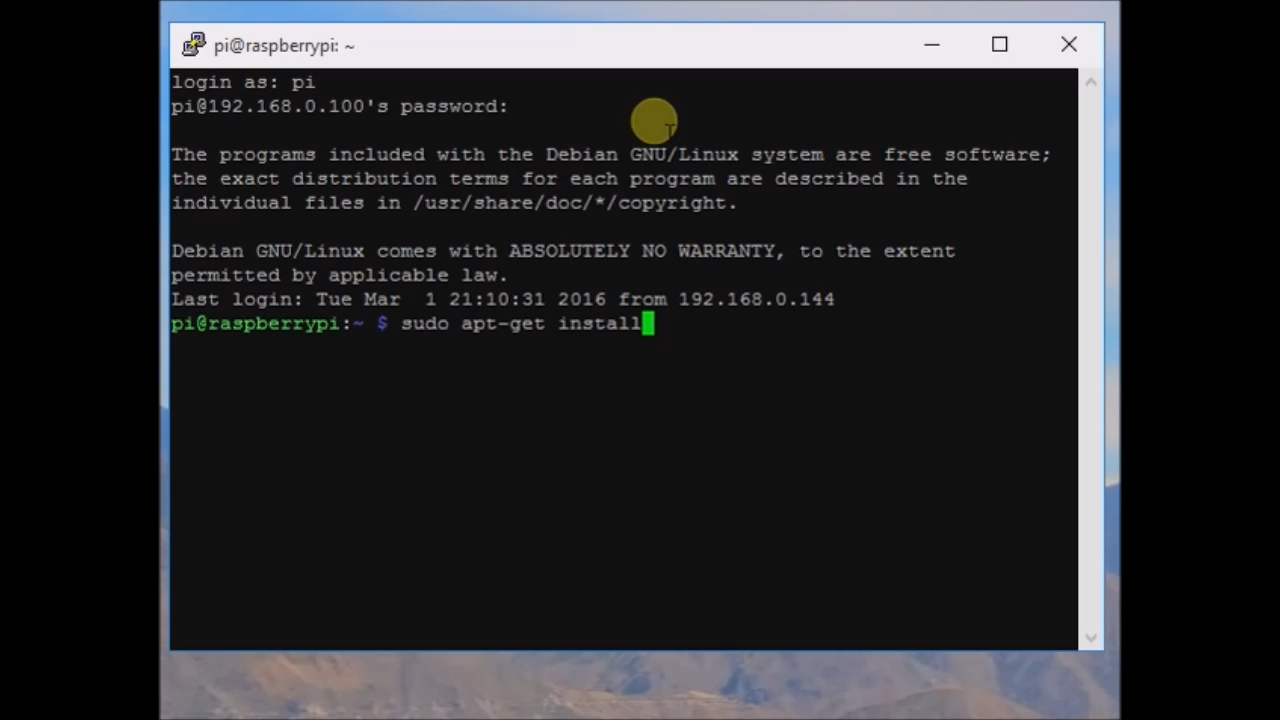 pi@raspberrypi: ~
login as: pi
pi@192.168.0.100's password:
The programs included with the Debian GNU/Linux system are free software;
the exact distribution terms for each program are described in the
individual files in /usr/share/doc/*/copyright.
Debian GNU/Linux comes with ABSOLUTELY NO WARRANTY, to the extent
permitted by applicable law.
Last login: Tue Mar  1 21:10:31 2016 from 192.168.0.144
pi@raspberrypi:~ $ sudo apt-get install